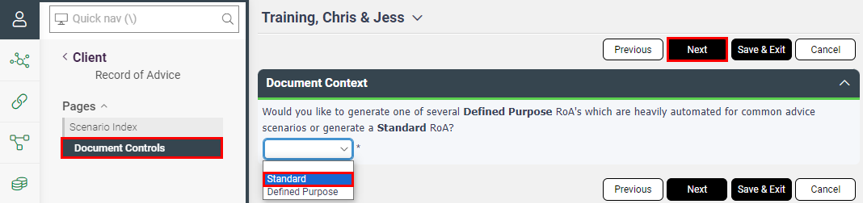 Quick nav (\)
Client
Record of Advice
Pages
Scenario Index
Document Controls
Training, Chris & Jess
Previous Next Save & Exit Cancel
Document Context
Would you like to generate one of several Defined Purpose RoA's which are heavily automated for common advice
scenarios or generate a Standard RoA?
*
Standard
Defined Purpose
Previous Next Save & Exit Cancel